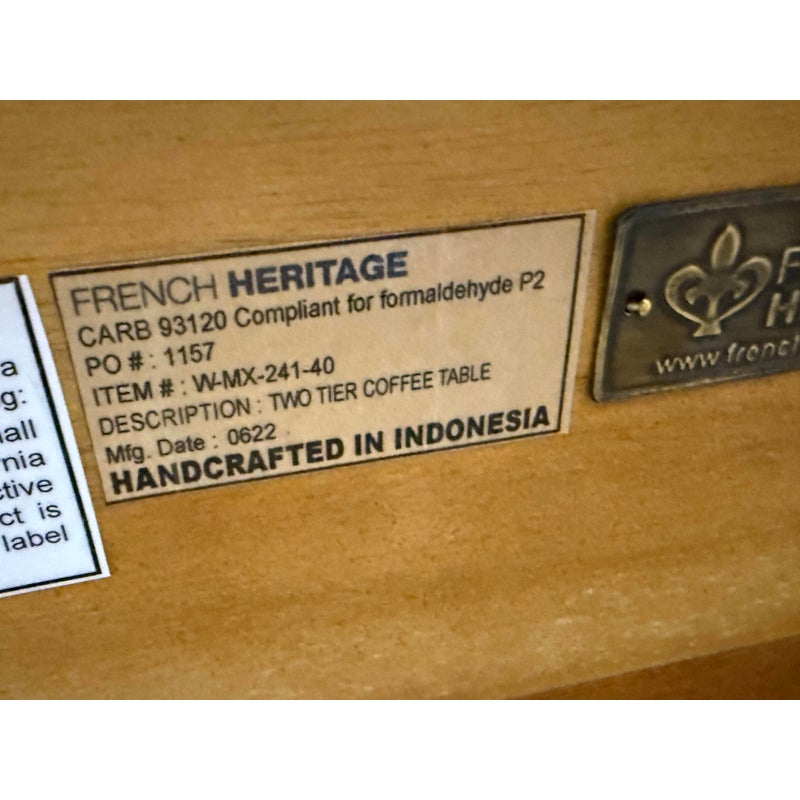 a
g:
all
nia
ctive
ct is
label
FRENCH HERITAGE
CARB 93120 Compliant for formaldehyde P2
PO # : 1157
ITEM # : W-MX-241-40
DESCRIPTION : TWO TIER COFFEE TABLE
Mfg. Date : 0622
HANDCRAFTED IN INDONESIA
F
H
www.french